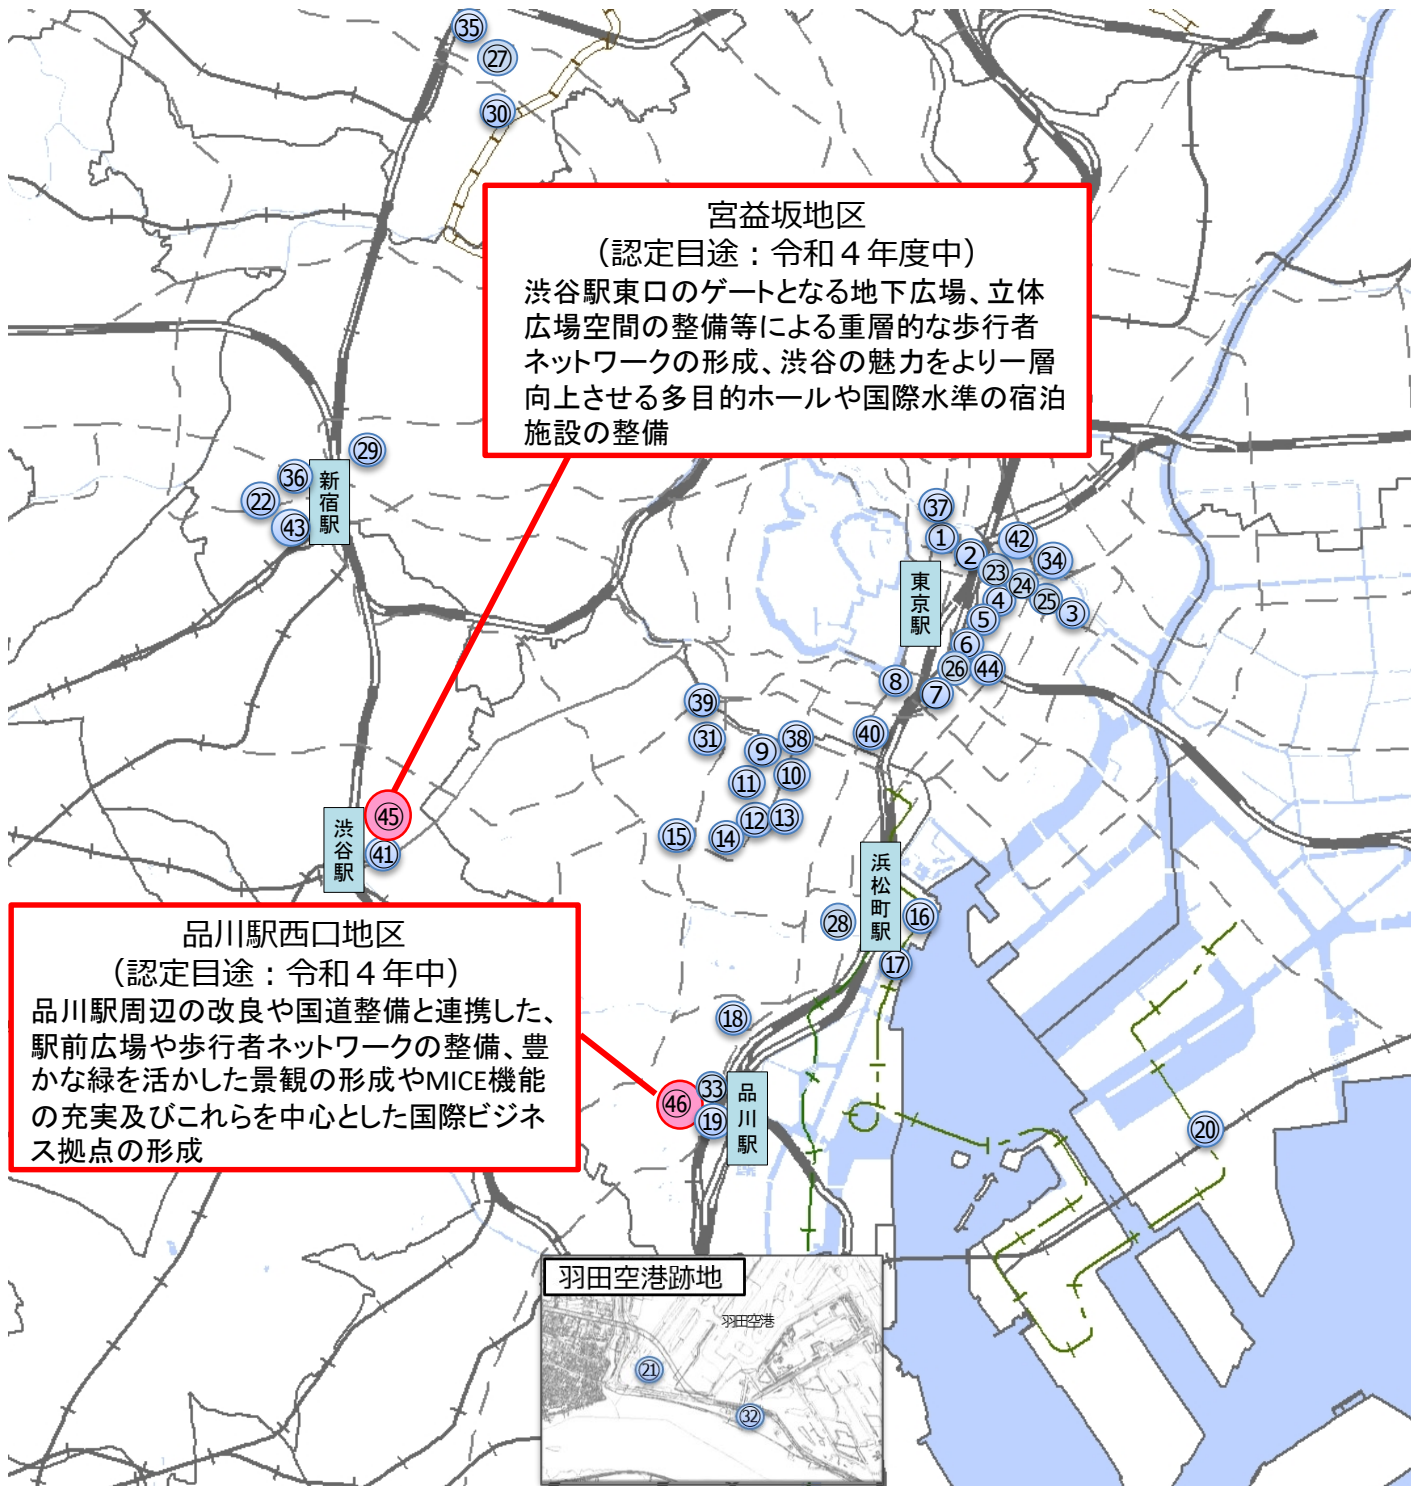 ㉟
㉗
㉚
宮益坂地区
（認定目途：令和４年度中）
渋谷駅東口のゲートとなる地下広場、立体
広場空間の整備等による重層的な歩行者
ネットワークの形成、渋谷の魅力をより一層
向上させる多目的ホールや国際水準の宿泊
施設の整備
㉙
㊱
㉒
㊸
新宿駅
㊲
①
②
㊷
㉞
㉓
㉔
㉕
③
④
⑤
⑥
㉖
㊹
⑦
⑧
東京駅
㊴
㉛
⑨
㊳
㊵
⑪
⑩
⑫
⑬
⑭
⑮
㊺
㊶
渋谷駅
浜松町駅
⑯
㉘
⑰
品川駅西口地区
（認定目途：令和４年中）
品川駅周辺の改良や国道整備と連携した、
駅前広場や歩行者ネットワークの整備、豊
かな緑を活かした景観の形成やMICE機能
の充実及びこれらを中心とした国際ビジネ
ス拠点の形成
⑱
㉝
㊻
⑲
品川駅
⑳
羽田空港跡地
羽田空港
㉑
㉜